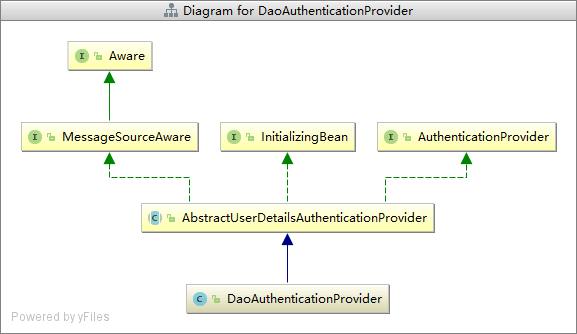 Diagram for DaoAuthenticationProvider
I Aware
I MessageSourceAware
I InitializingBean
I AuthenticationProvider
C AbstractUserDetailsAuthenticationProvider
C DaoAuthenticationProvider
Powered by yFiles